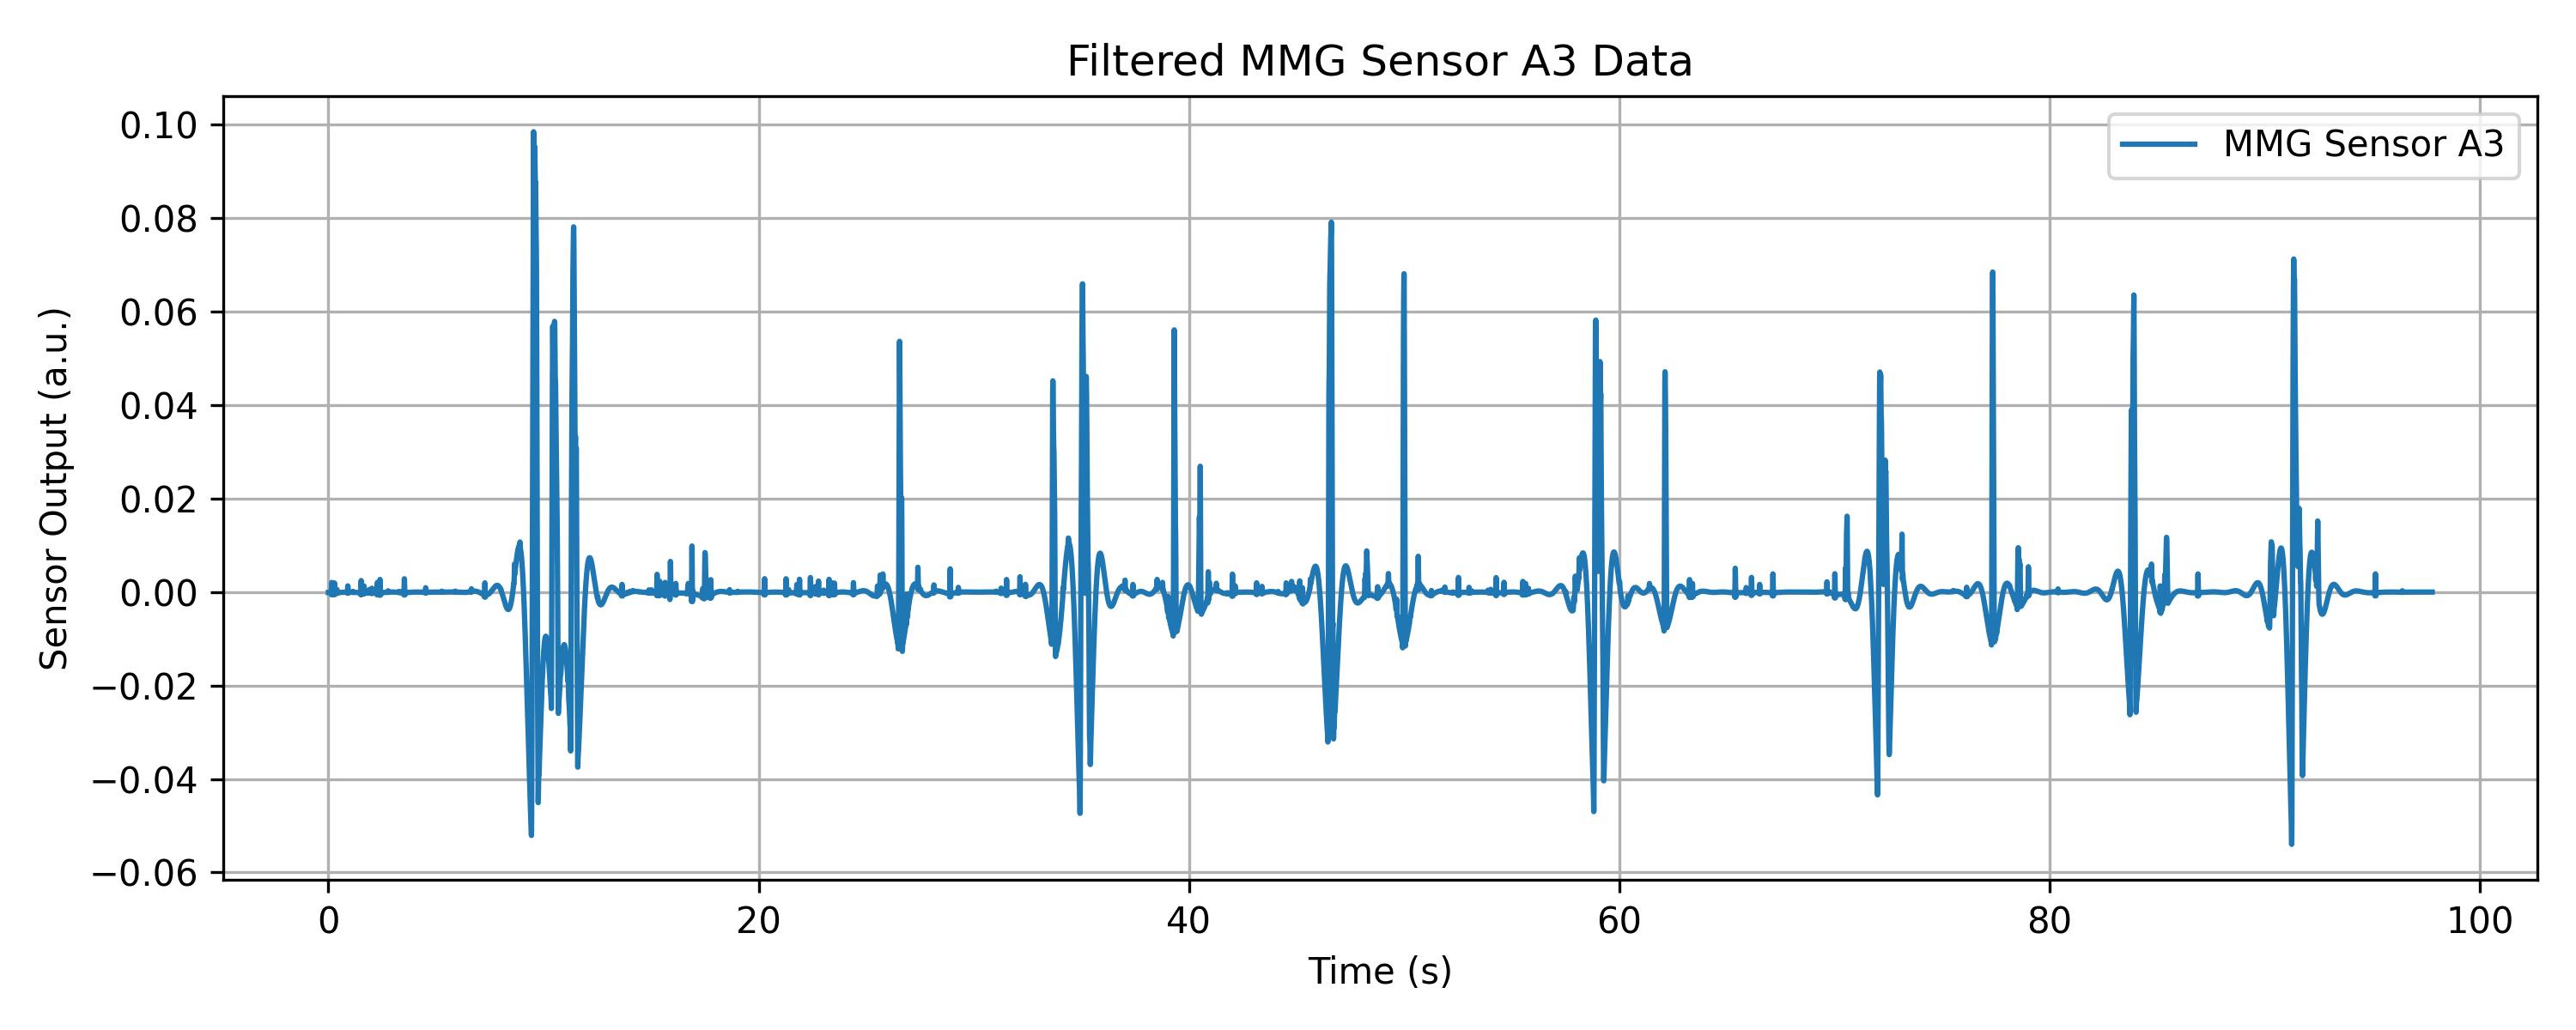 Filtered MMG Sensor A3 Data
MMG Sensor A3
Sensor Output (a.u.)
0.10
0.08
0.06
0.04
0.02
0.00
−0.02
−0.04
−0.06
0 20 40 60 80 100
Time (s)